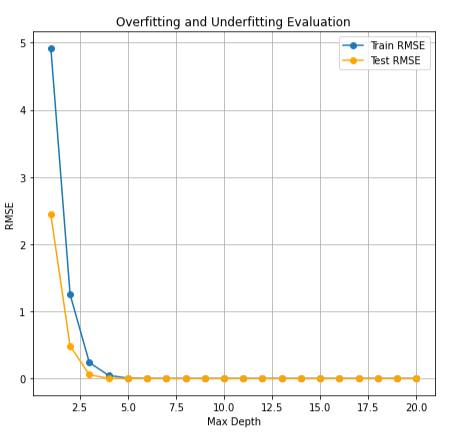 Overfitting and Underfitting Evaluation
Train RMSE
Test RMSE
5
4
3
2
1
0
RMSE
2.5 5.0 7.5 10.0 12.5 15.0 17.5 20.0
Max Depth